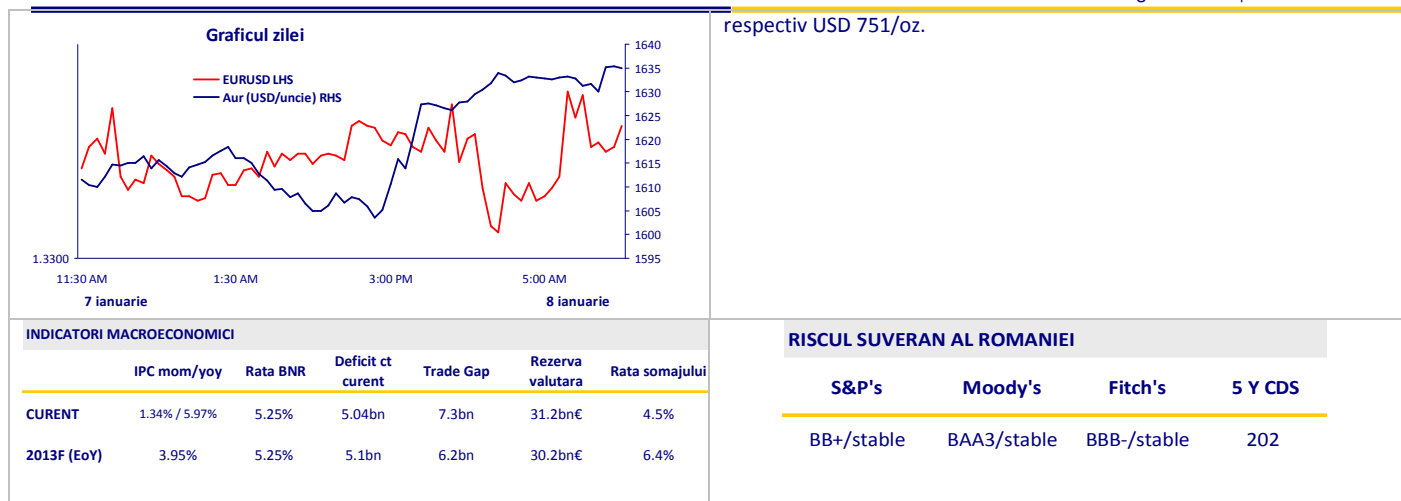 respectiv USD 751/oz.
Graficul zilei
EURUSD LHS
Aur (USD/uncie) RHS
1640
1635
1630
1625
1620
1615
1610
1605
1600
1595
1.3300
11:30 AM 1:30 AM 3:00 PM 5:00 AM
7 ianuarie 8 ianuarie
INDICATORI MACROECONOMICI
IPC mom/yoy Rata BNR Deficit ct curent Trade Gap Rezerva valutara Rata somajului
CURENT 1.34% / 5.97% 5.25% 5.04bn 7.3bn 31.2bn€ 4.5%
2013F (EoY) 3.95% 5.25% 5.1bn 6.2bn 30.2bn€ 6.4%
RISCUL SUVERAN AL ROMANIEI
S&P's Moody's Fitch's 5 Y CDS
BB+/stable BAA3/stable BBB-/stable 202